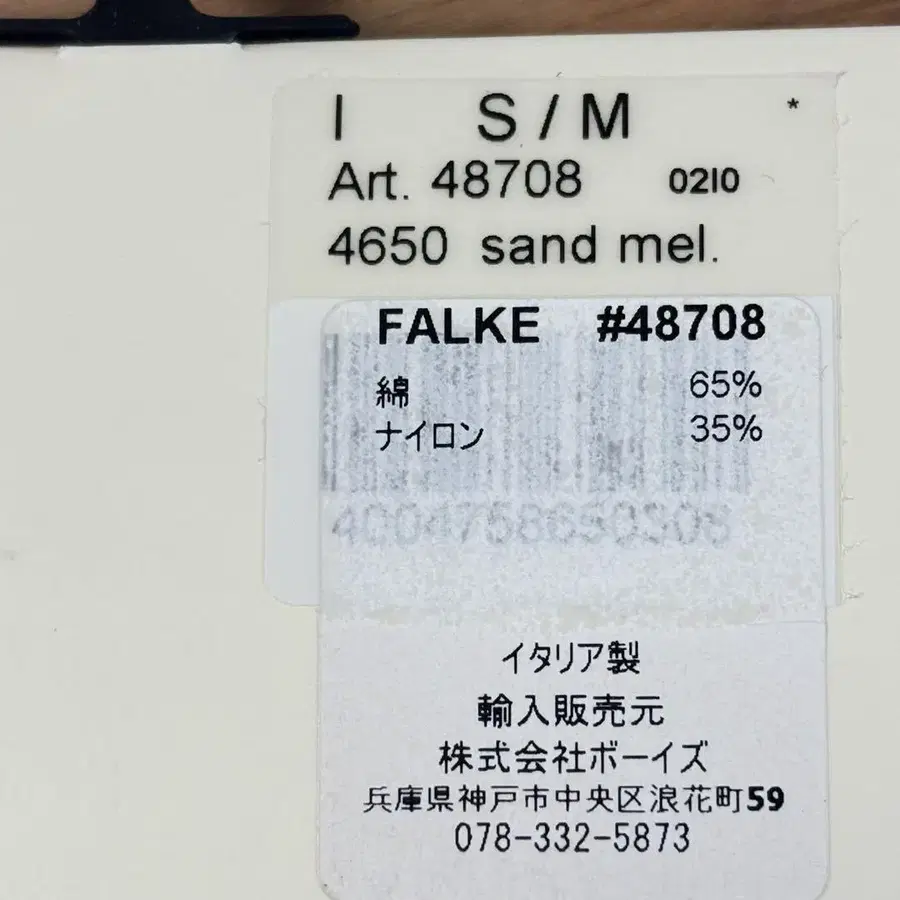 I S/M *
Art. 48708 02I0
4650 sand mel.
FALKE #48708
綿 65%
ナイロン 35%
イタリア製
輸入販売元
株式会社ボーイズ
兵庫県神戸市中央区浪花町59
078-332-5873